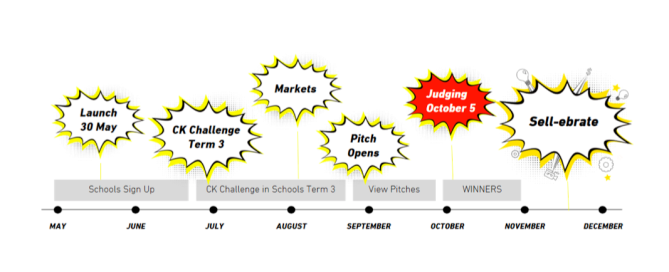 Launch
30 May
CK Challenge
Term 3
Markets
Pitch
Opens
Judging
October 5
Sell-ebrate
Schools Sign Up
CK Challenge in Schools Term 3
View Pitches
WINNERS
MAY
JUNE
JULY
AUGUST
SEPTEMBER
OCTOBER
NOVEMBER
DECEMBER